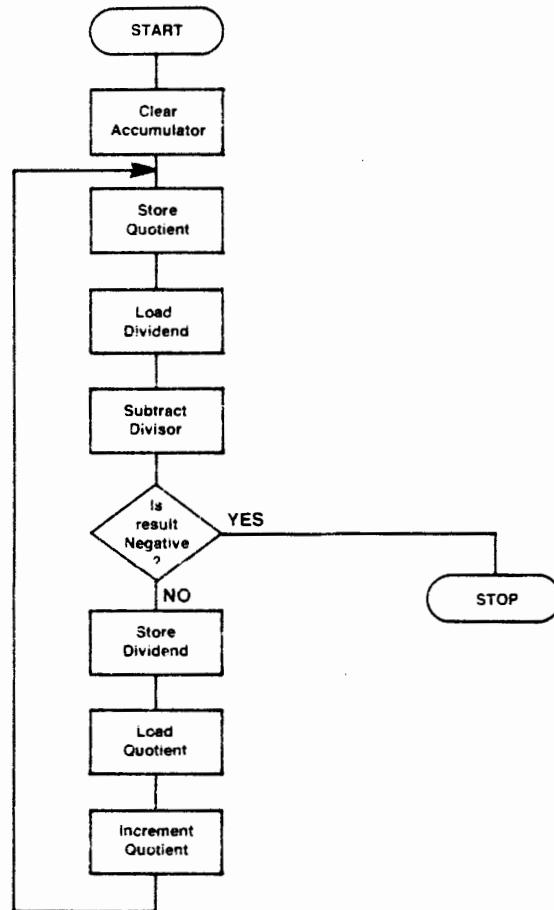 START
Clear
Accumulator
Store
Quotient
Load
Dividend
Subtract
Divisor
Is
result
Negative
?
YES
STOP
NO
Store
Dividend
Load
Quotient
Increment
Quotient